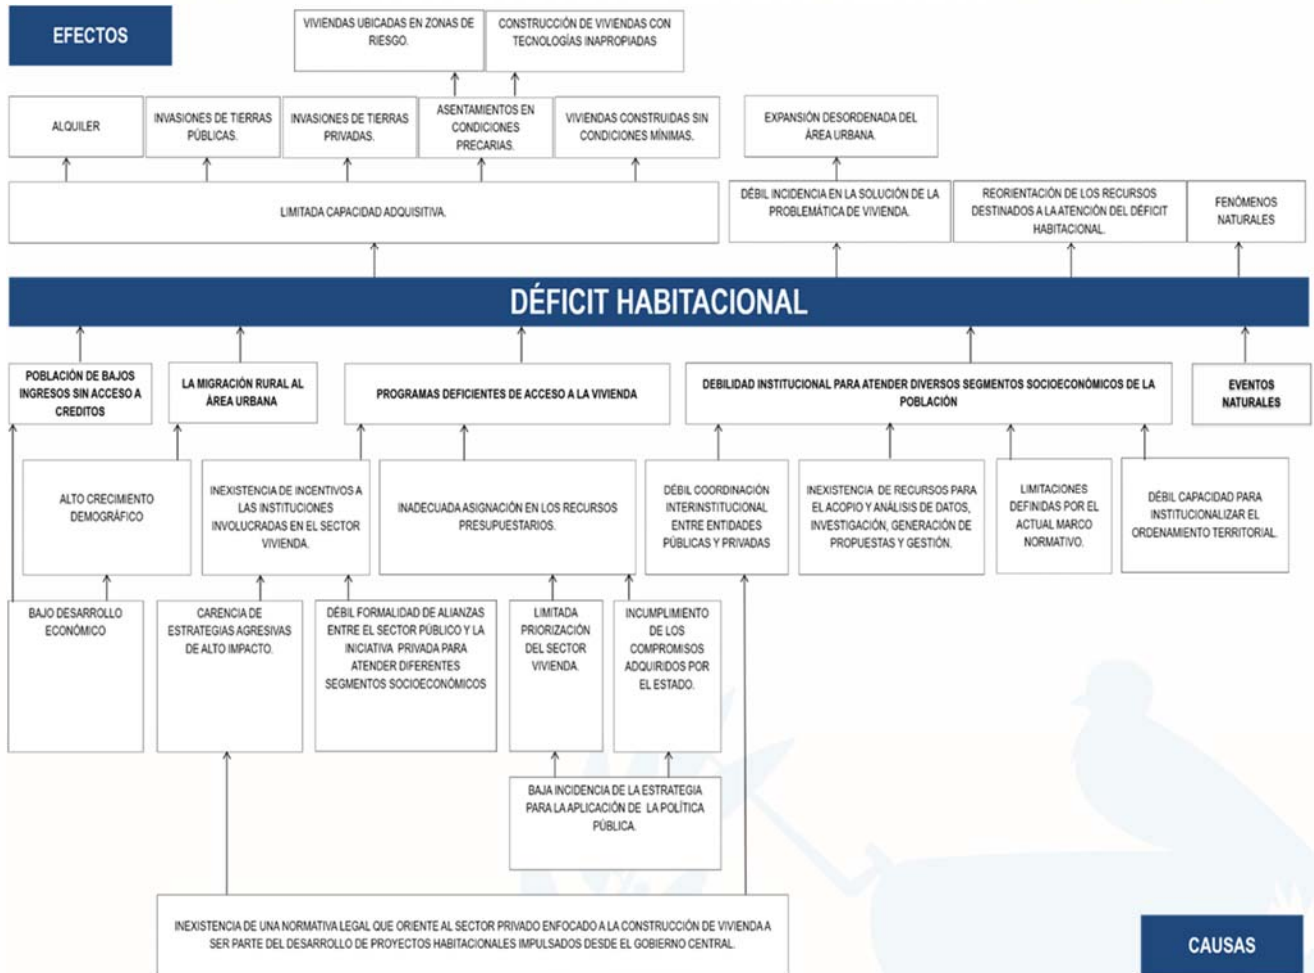 EFECTOS
VIVIENDAS UBICADAS EN ZONAS DE
RIESGO.
CONSTRUCCIÓN DE VIVIENDAS CON
TECNOLOGÍAS INAPROPIADAS
ALQUILER
INVASIONES DE TIERRAS
PÚBLICAS.
INVASIONES DE TIERRAS
PRIVADAS.
ASENTAMIENTOS EN
CONDICIONES
PRECARIAS.
VIVIENDAS CONSTRUIDAS SIN
CONDICIONES MÍNIMAS.
EXPANSIÓN DESORDENADA DEL
ÁREA URBANA.
LIMITADA CAPACIDAD ADQUISITIVA.
DÉBIL INCIDENCIA EN LA SOLUCIÓN DE LA
PROBLEMÁTICA DE VIVIENDA.
REORIENTACIÓN DE LOS RECURSOS
DESTINADOS A LA ATENCIÓN DEL DÉFICIT
HABITACIONAL.
FENÓMENOS
NATURALES
DÉFICIT HABITACIONAL
POBLACIÓN DE BAJOS
INGRESOS SIN ACCESO A
CREDITOS
LA MIGRACIÓN RURAL AL
ÀREA URBANA
PROGRAMAS DEFICIENTES DE ACCESO A LA VIVIENDA
DEBILIDAD INSTITUCIONAL PARA ATENDER DIVERSOS SEGMENTOS SOCIOECONÓMICOS DE LA
POBLACIÓN
EVENTOS
NATURALES
ALTO CRECIMIENTO
DEMOGRÁFICO
INEXISTENCIA DE INCENTIVOS A
LAS INSTITUCIONES
INVOLUCRADAS EN EL SECTOR
VIVIENDA.
INADECUADA ASIGNACIÓN EN LOS RECURSOS
PRESUPUESTARIOS.
DÉBIL COORDINACIÓN
INTERINSTITUCIONAL
ENTRE ENTIDADES
PÚBLICAS Y PRIVADAS
INEXISTENCIA DE RECURSOS PARA
EL ACOPIO Y ANÁLISIS DE DATOS,
INVESTIGACIÓN, GENERACIÓN DE
PROPUESTAS Y GESTIÓN.
LIMITACIONES
DEFINIDAS POR EL
ACTUAL MARCO
NORMATIVO.
DÉBIL CAPACIDAD PARA
INSTITUCIONALIZAR EL
ORDENAMIENTO TERRITORIAL.
BAJO DESARROLLO
ECONÓMICO
CARENCIA DE
ESTRATEGIAS AGRESIVAS
DE ALTO IMPACTO.
DÉBIL FORMALIDAD DE ALIANZAS
ENTRE EL SECTOR PÚBLICO Y LA
INICIATIVA PRIVADA PARA
ATENDER DIFERENTES
SEGMENTOS SOCIOECONÓMICOS
LIMITADA
PRIORIZACIÓN
DEL SECTOR
VIVIENDA.
INCUMPLIMIENTO
DE LOS
COMPROMISOS
ADQUIRIDOS POR
EL ESTADO.
BAJA INCIDENCIA DE LA ESTRATEGIA
PARA LA APLICACIÓN DE LA POLÍTICA
PÚBLICA.
INEXISTENCIA DE UNA NORMATIVA LEGAL QUE ORIENTE AL SECTOR PRIVADO ENFOCADO A LA CONSTRUCCIÓN DE VIVIENDA A
SER PARTE DEL DESARROLLO DE PROYECTOS HABITACIONALES IMPULSADOS DESDE EL GOBIERNO CENTRAL.
CAUSAS